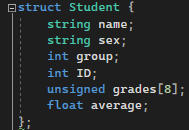 struct Student {
string name;
string sex;
int group;
int ID;
unsigned grades[8];
float average;
};